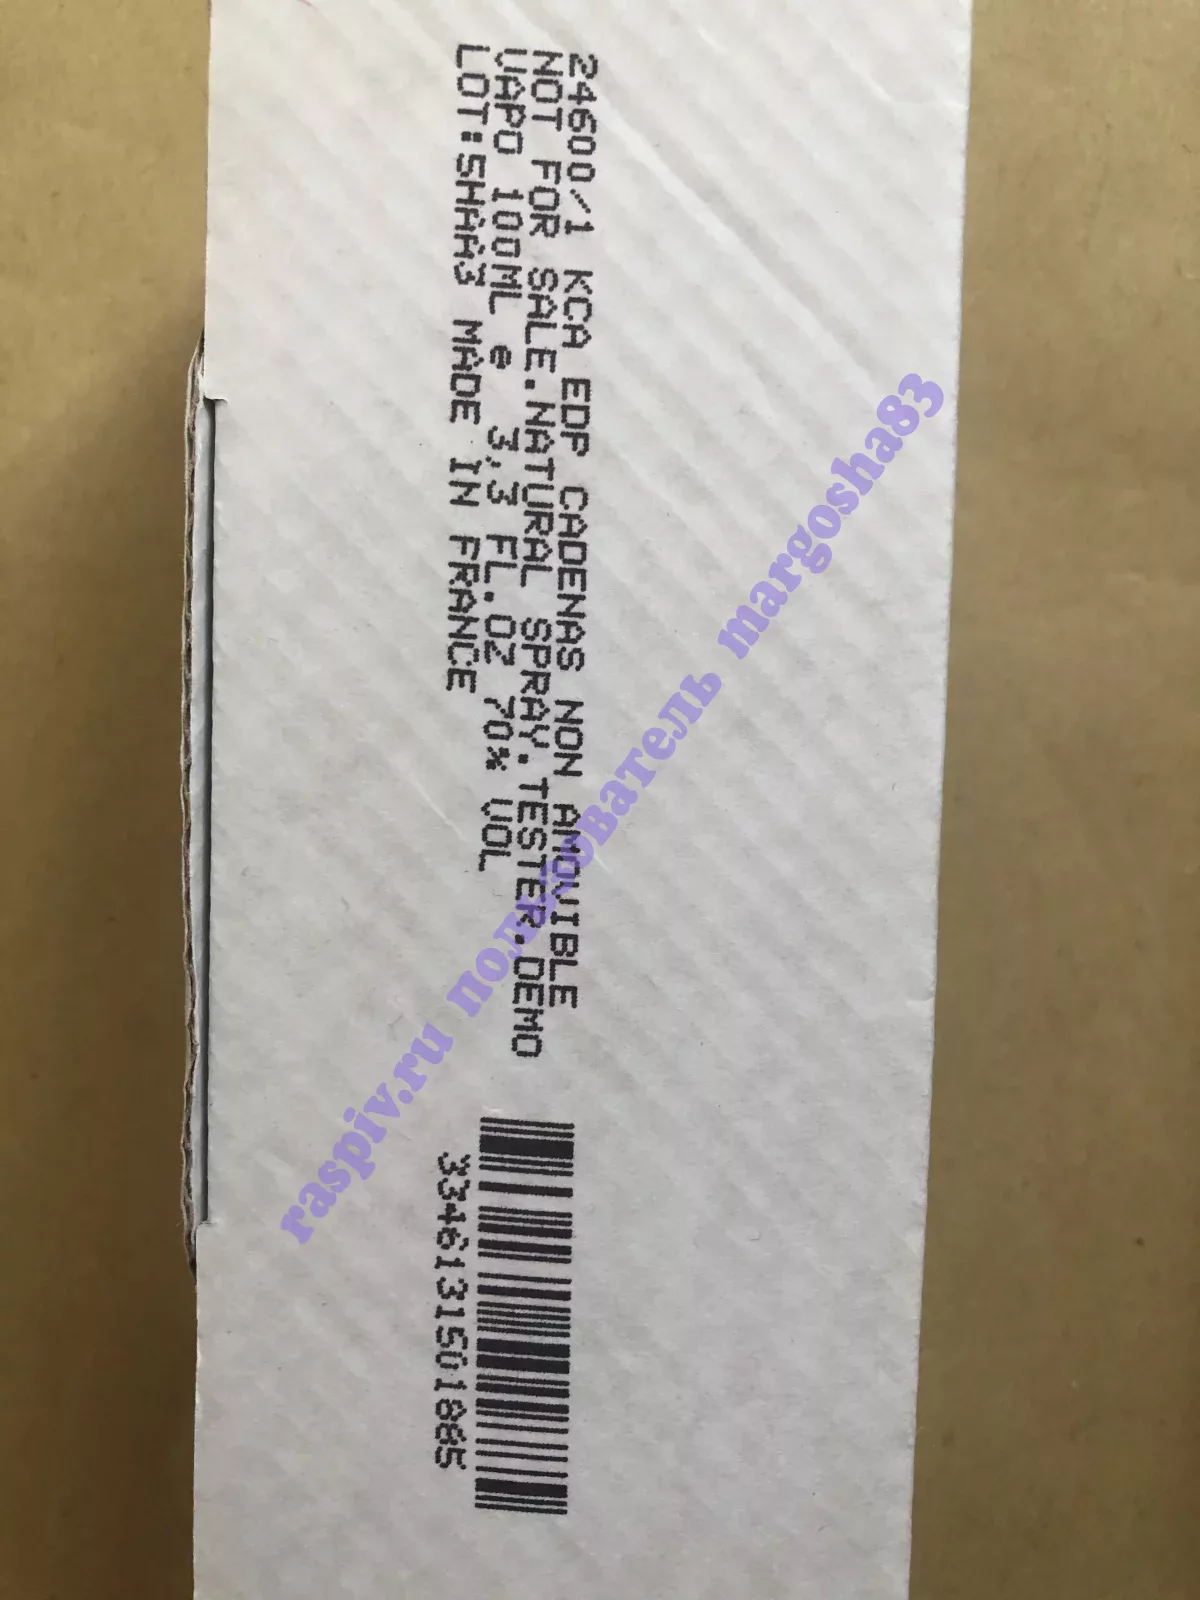 24600/1 KCA EDP CADENAS NON AMOVIBLE
NOT FOR SALE.NATURAL SPRAY.TESTER.DEMO
VAPO 100ML e 3,3 FL.OZ 70% VOL
LOT:SHAA3 MADE IN FRANCE
3346131501885
raspiv.ru пользователь margosha83